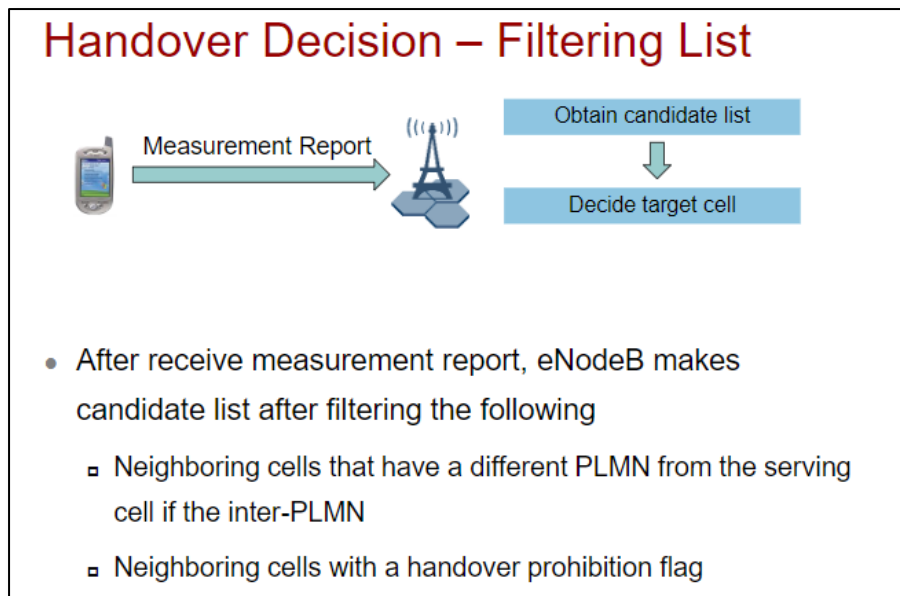 Handover Decision – Filtering List
Measurement Report
Obtain candidate list
Decide target cell
After receive measurement report, eNodeB makes
candidate list after filtering the following
Neighboring cells that have a different PLMN from the serving
cell if the inter-PLMN
Neighboring cells with a handover prohibition flag